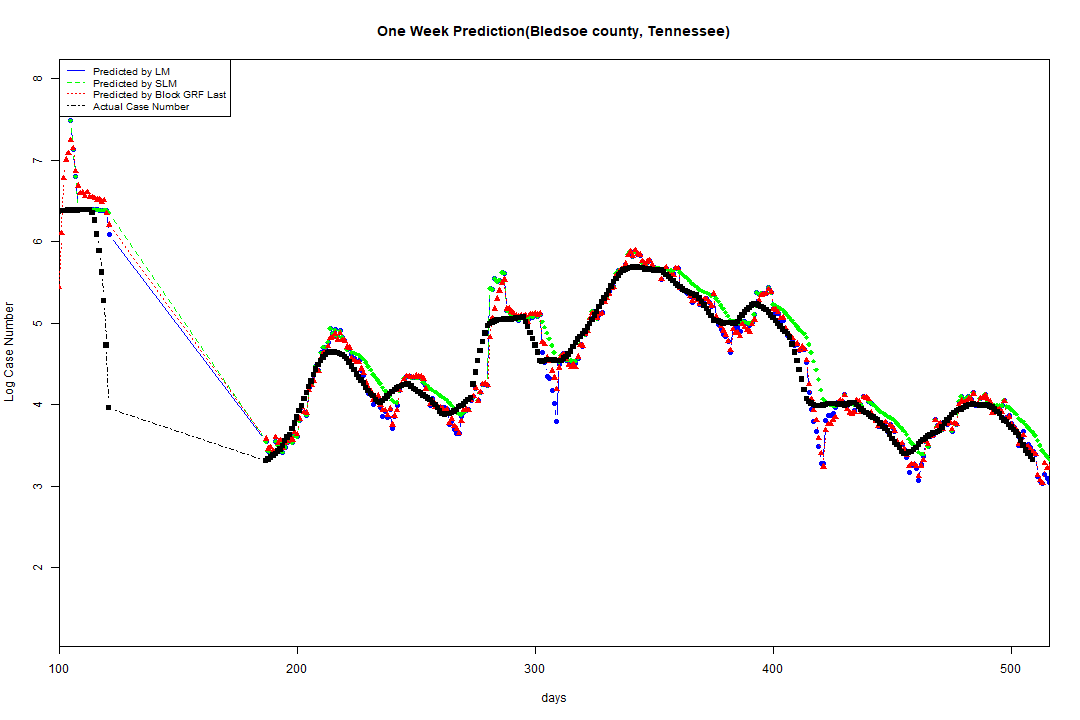 One Week Prediction(Bledsoe county, Tennessee)
Predicted by LM
Predicted by SLM
Predicted by Block GRF Last
Actual Case Number
8
7
6
5
4
3
2
Log Case Number
100 200 300 400 500
days